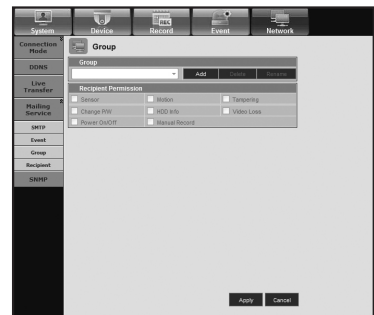 System Device Record Event Network
Connection Mode
DDNS
Live Transfer
Mailing Service
SMTP
Event
Group
Recipient
SNMP
Group
Group
Add Delete Rename
Recipient Permission
Sensor Motion Tampering
Change P/W HDD Info Video Loss
Power On/Off Manual Record
Apply Cancel